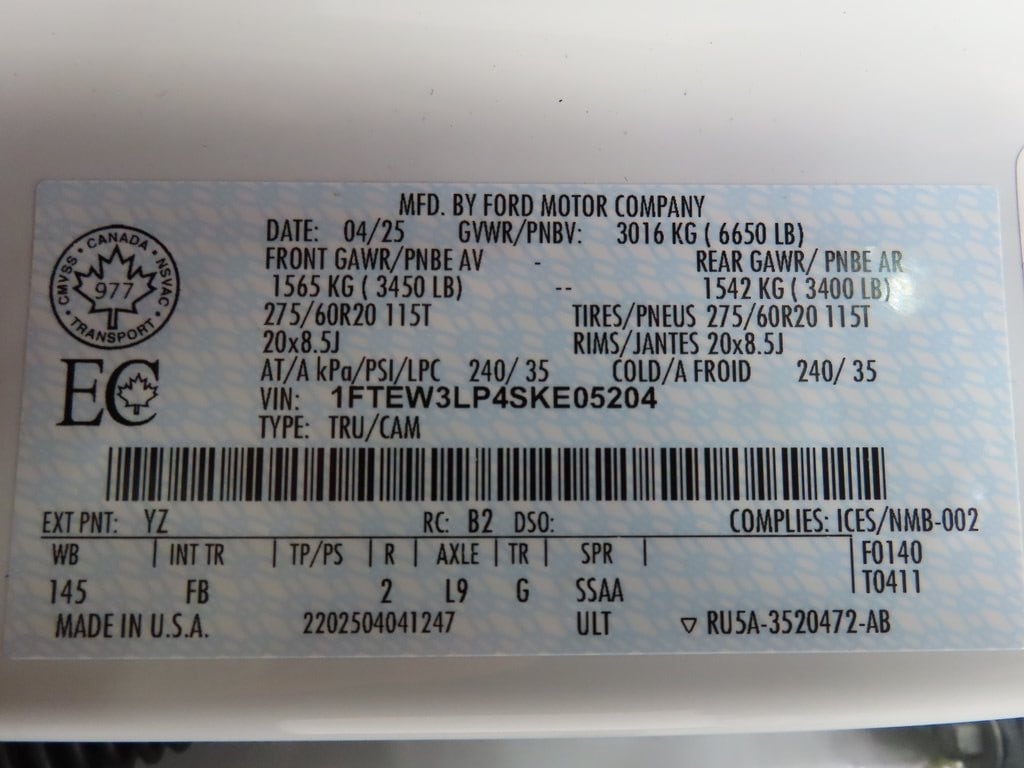 MFD. BY FORD MOTOR COMPANY
DATE: 04/25 GVWR/PNBV: 3016 KG ( 6650 LB)
FRONT GAWR/PNBE AV - REAR GAWR/ PNBE AR
1565 KG ( 3450 LB) -- 1542 KG ( 3400 LB)
275/60R20 115T TIRES/PNEUS 275/60R20 115T
20x8.5J RIMS/JANTES 20x8.5J
AT/A kPa/PSI/LPC 240/ 35 COLD/A FROID 240/ 35
VIN: 1FTEW3LP4SKE05204
TYPE: TRU/CAM
CANADA · NSVAC · TRANSPORT · CMVSS ·
977
EC
EXT PNT: YZ RC: B2 DSO: COMPLIES: ICES/NMB-002
WB | INT TR | TP/PS | R | AXLE | TR | SPR | F0140
145 FB 2 L9 G SSAA T0411
MADE IN U.S.A. 2202504041247 ULT ▽ RU5A-3520472-AB